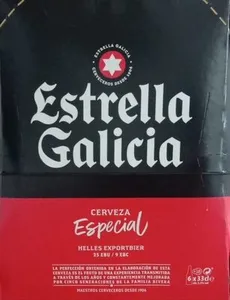 ESTRELLA GALICIA
CERVECEROS DESDE 1906
Estrella
Galicia
CERVEZA
Especial
HELLES EXPORTBIER
25 EBU / 9 EBC
LA PERFECCIÓN OBTENIDA EN LA ELABORACIÓN DE ESTA
CERVEZA ES EL FRUTO DE UNA EXPERIENCIA TRANSMITIDA
A TRAVÉS DE LOS AÑOS Y CONSTANTEMENTE MEJORADA
POR CINCO GENERACIONES DE LA FAMILIA RIVERA
MAESTROS CERVECEROS DESDE 1906
6x33cl